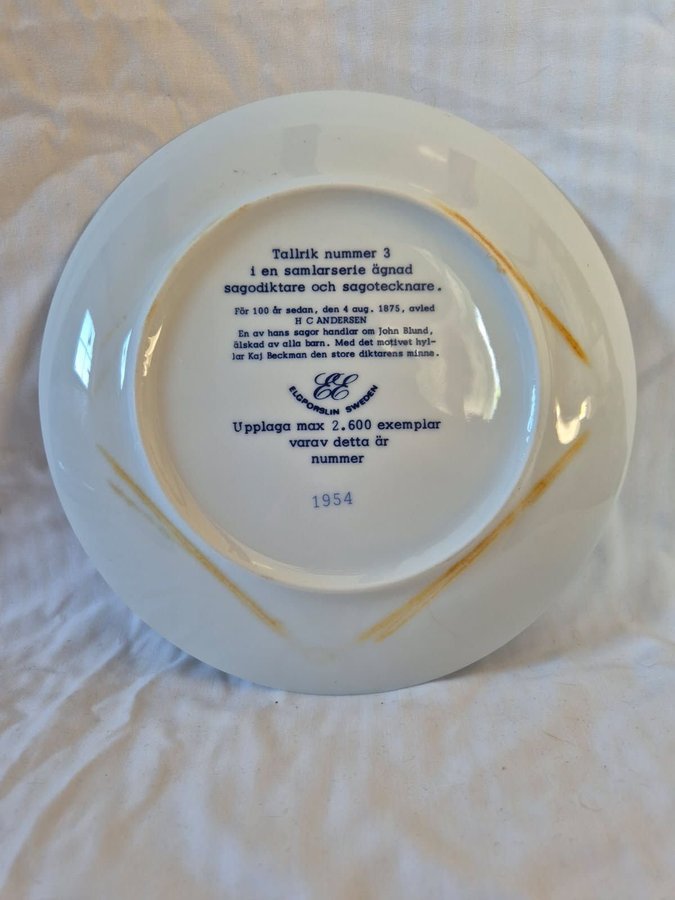 Tallrik nummer 3
i en samlarserie ägnad
sagodiktare och sagotecknare.
För 100 år sedan, den 4 aug. 1875, avled
H C ANDERSEN
En av hans sagor handlar om John Blund,
älskad av alla barn. Med det motivet hyl-
lar Kaj Beckman den store diktarens minne.
EE
ELGPORSLIN SWEDEN
Upplaga max 2.600 exemplar
varav detta är
nummer
1954